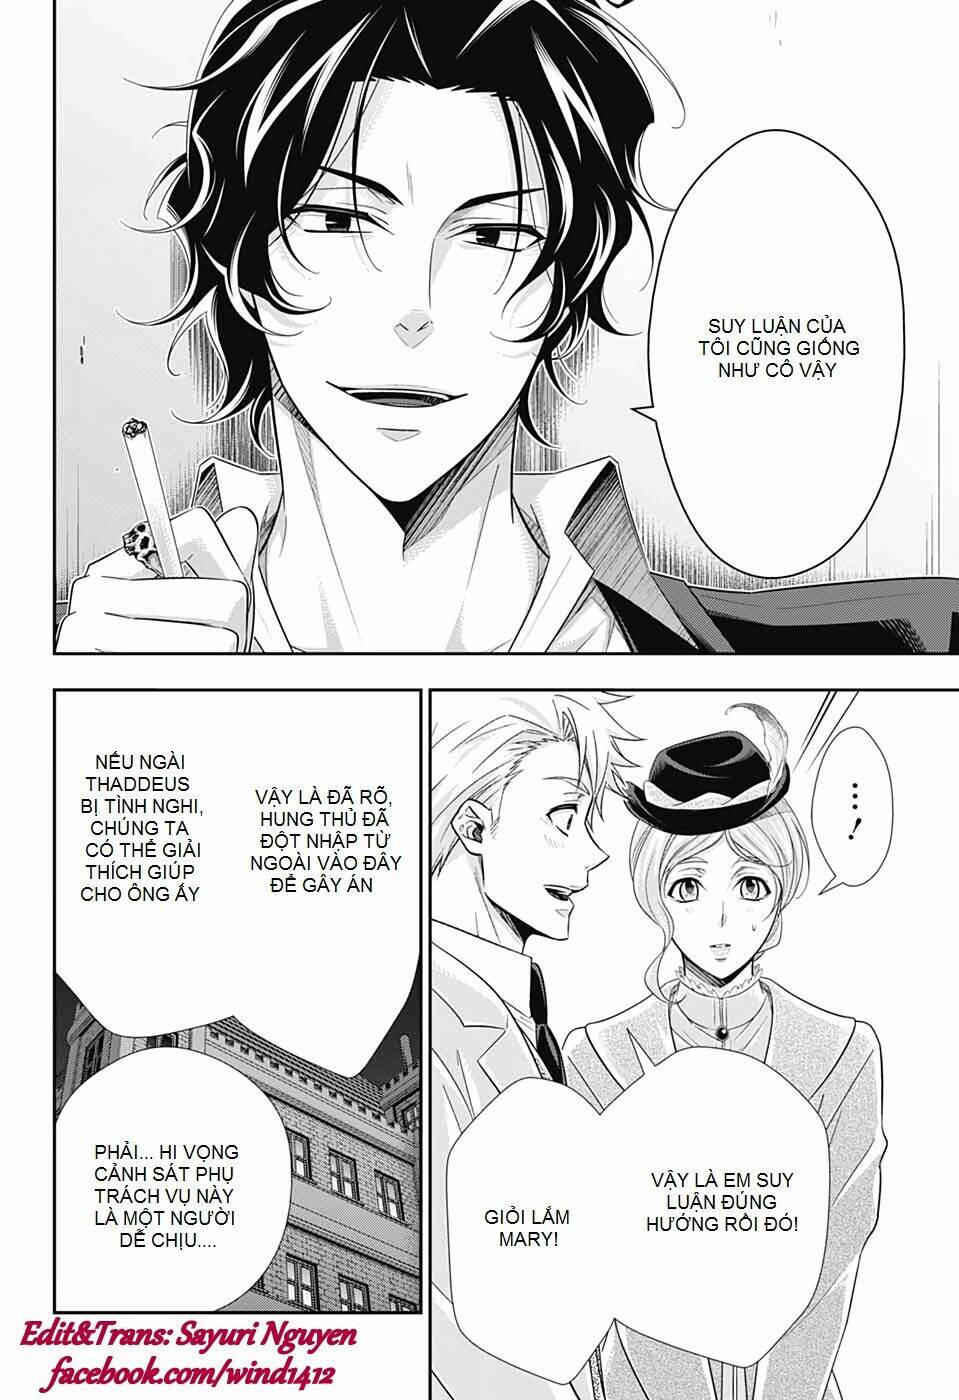 SUY LUẬN CỦA
TÔI CŨNG GIỐNG
NHƯ CÔ VẬY
...!
VẬY LÀ EM SUY
LUẬN ĐÚNG
HƯỚNG RỒI ĐÓ!
GIỎI LẮM
MARY!
VẬY LÀ ĐÃ RÕ,
HUNG THỦ ĐÃ
ĐỘT NHẬP TỪ
NGOÀI VÀO ĐÂY
ĐỂ GÂY ÁN
NẾU NGÀI
THADDEUS
BỊ TÌNH NGHI,
CHÚNG TA
CÓ THỂ GIẢI
THÍCH GIÚP
CHO ÔNG ẤY
PHẢI... HI VỌNG
CẢNH SÁT PHỤ
TRÁCH VỤ NÀY
LÀ MỘT NGƯỜI
DỄ CHỊU....
Edit&Trans: Sayuri Nguyen
facebook.com/wind1412